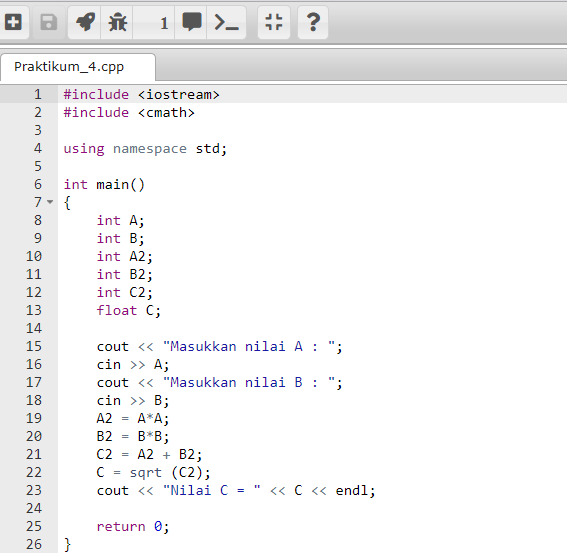 1
Praktikum_4.cpp
1 #include <iostream>
2 #include <cmath>
3
4 using namespace std;
5
6 int main()
7 {
8     int A;
9     int B;
10     int A2;
11     int B2;
12     int C2;
13     float C;
14
15     cout << "Masukkan nilai A : ";
16     cin >> A;
17     cout << "Masukkan nilai B : ";
18     cin >> B;
19     A2 = A*A;
20     B2 = B*B;
21     C2 = A2 + B2;
22     C = sqrt (C2);
23     cout << "Nilai C = " << C << endl;
24
25     return 0;
26 }